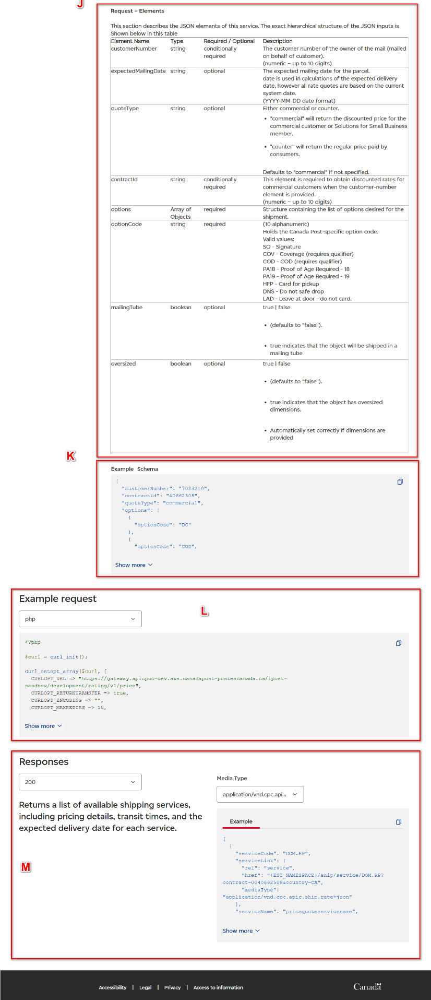 J
Request – Elements
This section describes the JSON elements of this service. The exact hierarchical structure of the JSON inputs is
Shown below in this table
Element Name Type Required / Optional Description
customerNumber string conditionally required The customer number of the owner of the mail (mailed
on behalf of customer).
(numeric – up to 10 digits)
expectedMailingDate string optional The expected mailing date for the parcel.
date is used in calculations of the expected delivery
date, however all rate quotes are based on the current
system date.
(YYYY-MM-DD date format)
quoteType string optional Either commercial or counter.
• "commercial" will return the discounted price for the
commercial customer or Solutions for Small Business
member.
• "counter" will return the regular price paid by
consumers.
Defaults to "commercial" if not specified.
contractId string conditionally required This element is required to obtain discounted rates for
commercial customers when the customer-number
element is provided.
(numeric – up to 10 digits)
options Array of Objects required Structure containing the list of options desired for the
shipment.
optionCode string required (10 alphanumeric)
Holds the Canada Post-specific option code.
Valid values:
SO - Signature
COV - Coverage (requires qualifier)
COD - COD (requires qualifier)
PA18 - Proof of Age Required - 18
PA19 - Proof of Age Required - 19
HFP - Card for pickup
DNS - Do not safe drop
LAD - Leave at door - do not card.
mailingTube boolean optional true | false
• (defaults to "false").
• true indicates that the object will be shipped in a
mailing tube
oversized boolean optional true | false
• (defaults to "false").
• true indicates that the object has oversized
dimensions.
• Automatically set correctly if dimensions are
provided
K
Example Schema
{
"customerNumber": "7023210",
"contractId": "40662505",
"quoteType": "commercial",
"options": [
{
"optionCode": "DC"
},
{
"optionCode": "COD",
Show more
Example request
L
php
<?php
$curl = curl_init();
curl_setopt_array($curl, [
CURLOPT_URL => "https://gateway.apicpoc-dev.aws.canadapost-postescanada.ca/ipost-
sandbox/development/rating/v1/price",
CURLOPT_RETURNTRANSFER => true,
CURLOPT_ENCODING => "",
CURLOPT_MAXREDIRS => 10,
Show more
Responses
200
Returns a list of available shipping services,
including pricing details, transit times, and the
expected delivery date for each service.
M
Media Type
application/vnd.cpc.api...
Example
[
{
"serviceCode": "DOM.RP",
"serviceLink": {
"rel": "service",
"href": "{EST_NAMESPACE}/ship/service/DOM.RP?
contract=0040662509&country=CA",
"mediaType":
"application/vnd.cpc.apic.ship.rate+json"
},
"serviceName": "pricequoteservicename",
Show more
Accessibility | Legal | Privacy | Access to information
Canada